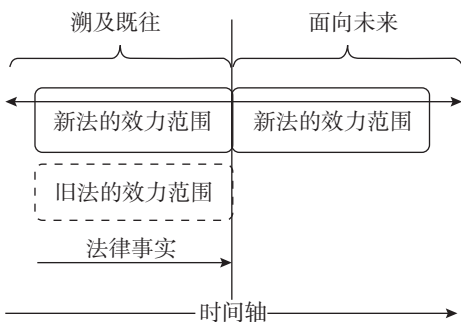 溯及既往
面向未来
新法的效力范围
新法的效力范围
旧法的效力范围
法律事实
时间轴